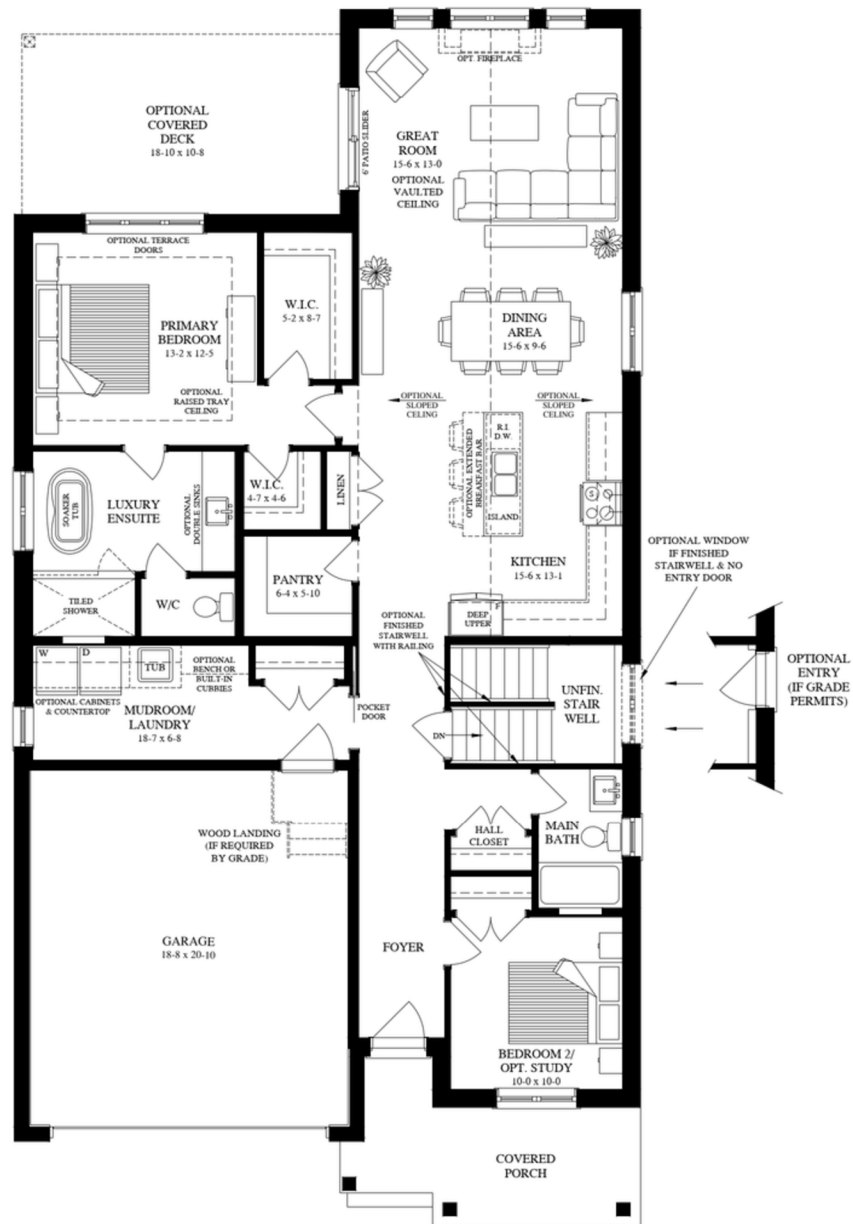 OPT. FIREPLACE
OPTIONAL
COVERED
DECK
18-10 x 10-8
6' PATIO SLIDER
GREAT
ROOM
15-6 x 13-0
OPTIONAL
VAULTED
CEILING
OPTIONAL TERRACE
DOORS
W.I.C.
5-2 x 8-7
PRIMARY
BEDROOM
13-2 x 12-5
OPTIONAL
RAISED TRAY
CEILING
DINING
AREA
15-6 x 9-6
OPTIONAL
SLOPED
CELING
OPTIONAL
SLOPED
CELING
R.I.
D.W.
OPTIONAL EXTENDED
BREAKFAST BAR
ISLAND
S
W.I.C.
4-7 x 4-6
LINEN
SOAKER
TUB
LUXURY
ENSUITE
OPTIONAL
DOUBLE SINKS
KITCHEN
15-6 x 13-1
OPTIONAL WINDOW
IF FINISHED
STAIRWELL & NO
ENTRY DOOR
PANTRY
6-4 x 5-10
TILED
SHOWER
W/C
F
DEEP
UPPER
OPTIONAL
FINISHED
STAIRWELL
WITH RAILING
W
D
TUB
OPTIONAL
BENCH OR
BUILT-IN
CUBBIES
OPTIONAL CABINETS
& COUNTERTOP
MUDROOM/
LAUNDRY
18-7 x 6-8
POCKET
DOOR
UNFIN.
STAIR
WELL
DN
OPTIONAL
ENTRY
(IF GRADE
PERMITS)
WOOD LANDING
(IF REQUIRED
BY GRADE)
HALL
CLOSET
MAIN
BATH
GARAGE
18-8 x 20-10
FOYER
BEDROOM 2/
OPT. STUDY
10-0 x 10-0
COVERED
PORCH